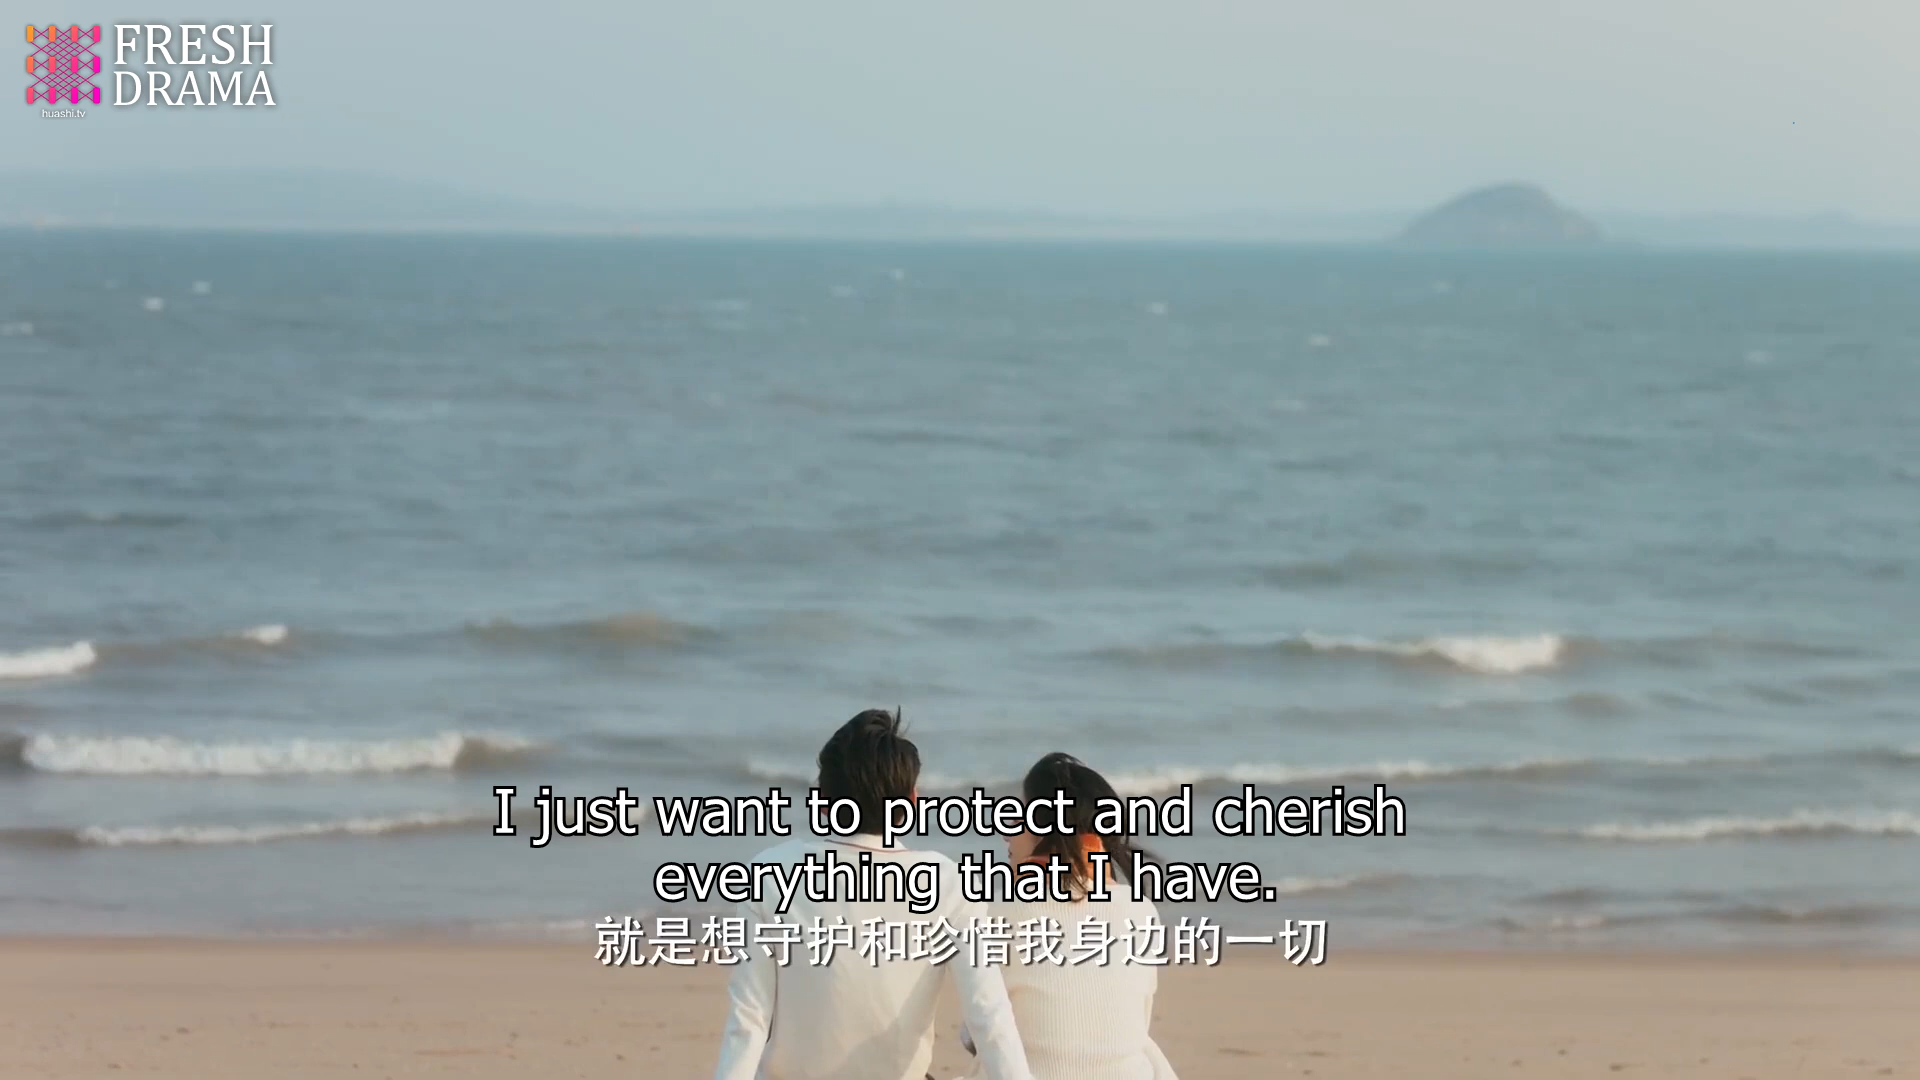 FRESH
DRAMA
huashi.tv
I just want to protect and cherish
everything that I have.
就是想守护和珍惜我身边的一切